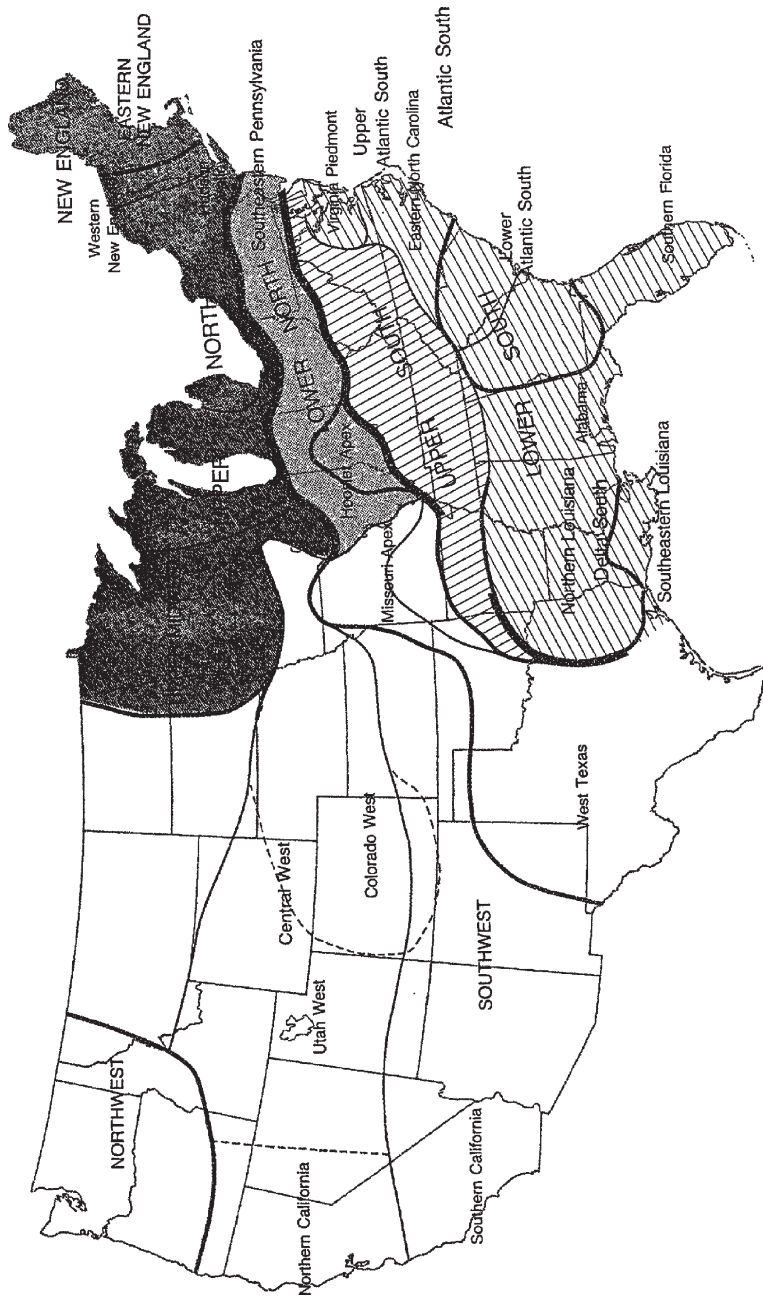 NORTHWEST
Northern California
Southern California
Utah West
Central West
Colorado West
SOUTHWEST
West Texas
Missouri Apex
Hoosier Apex
NORTH
LOWER
NORTH
NEW ENGLAND
Western
New
EASTERN
NEW ENGLAND
Southeastern Pennsylvania
Virginia Piedmont
Upper
Atlantic South
Eastern North Carolina
Atlantic South
Lower
Atlantic South
UPPER
SOUTH
LOWER
SOUTH
Alabama
Northern Louisiana
Delta South
Southeastern Louisiana
Southern Florida